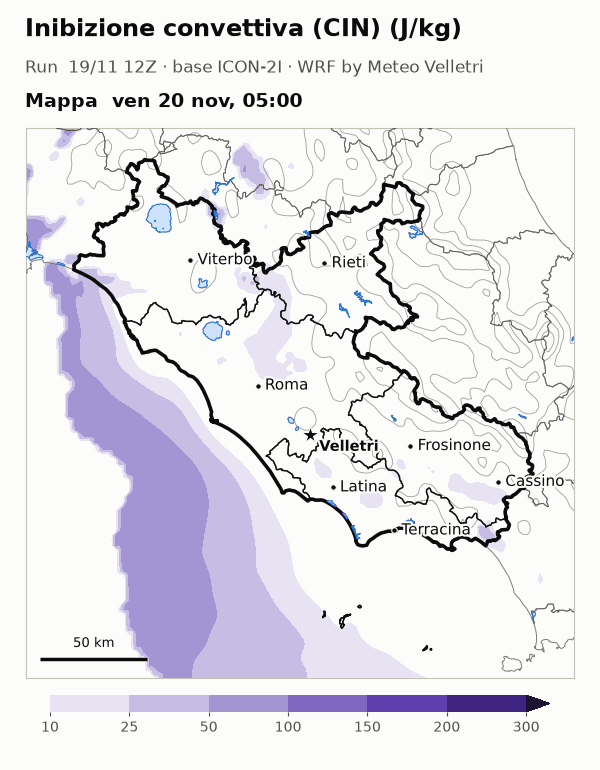 Inibizione convettiva (CIN) (J/kg)
Run  19/11 12Z · base ICON-2I · WRF by Meteo Velletri
Mappa  ven 20 nov, 05:00
Viterbo
Rieti
Roma
Velletri
Frosinone
Latina
Cassino
Terracina
50 km
10 25 50 100 150 200 300